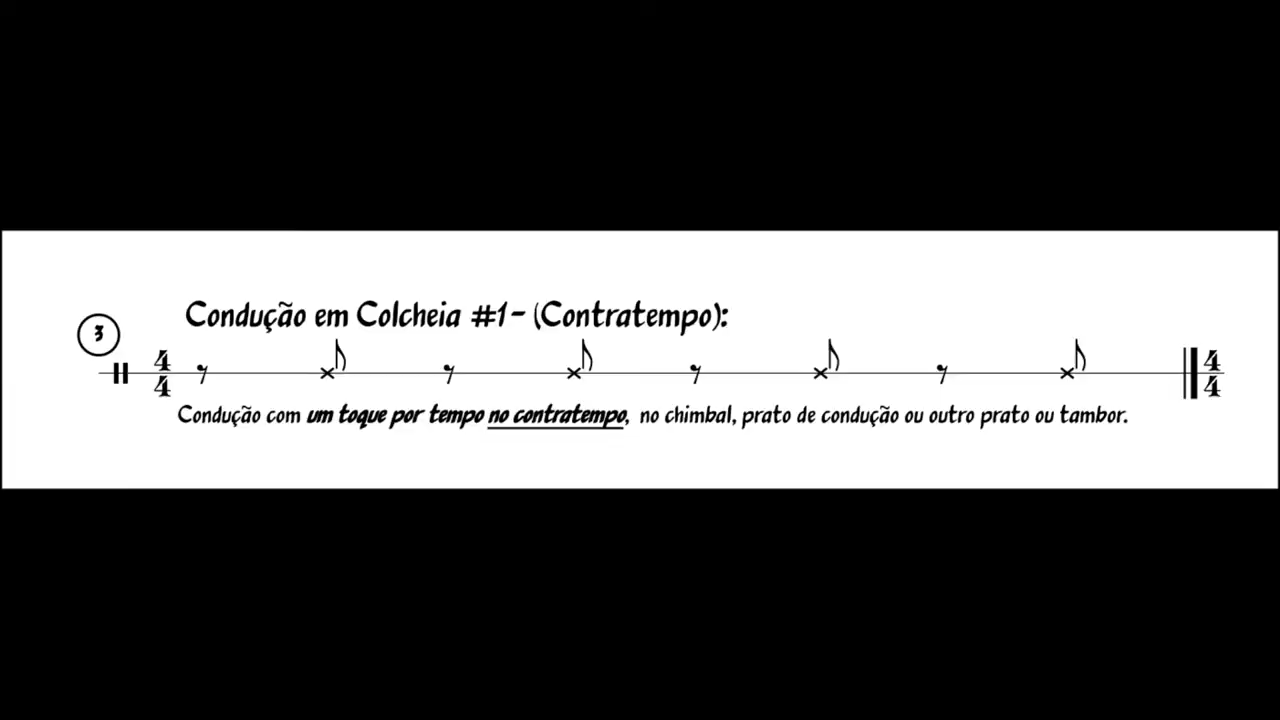 Condução em Colcheia #1- (Contratempo):
3
4 4
4 4
Condução com um toque por tempo no contratempo, no chimbal, prato de condução ou outro prato ou tambor.